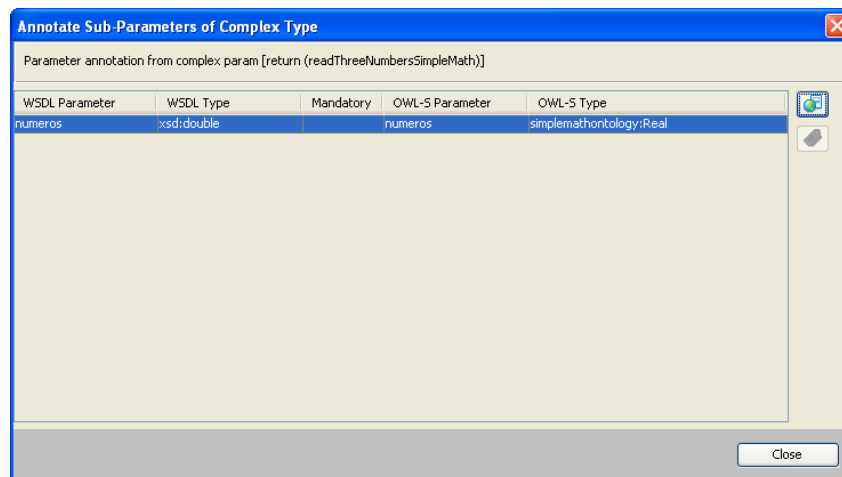 Annotate Sub-Parameters of Complex Type
Parameter annotation from complex param [return (readThreeNumbersSimpleMath)]
WSDL Parameter WSDL Type Mandatory OWL-S Parameter OWL-S Type
numeros xsd:double numeros simplemathontology:Real
Close